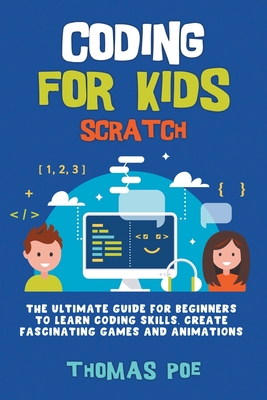 CODING
FOR KIDS
SCRATCH
[ 1, 2, 3 ]
+
</>
{ }
+
THE ULTIMATE GUIDE FOR BEGINNERS
TO LEARN CODING SKILLS, CREATE
FASCINATING GAMES AND ANIMATIONS
THOMAS POE